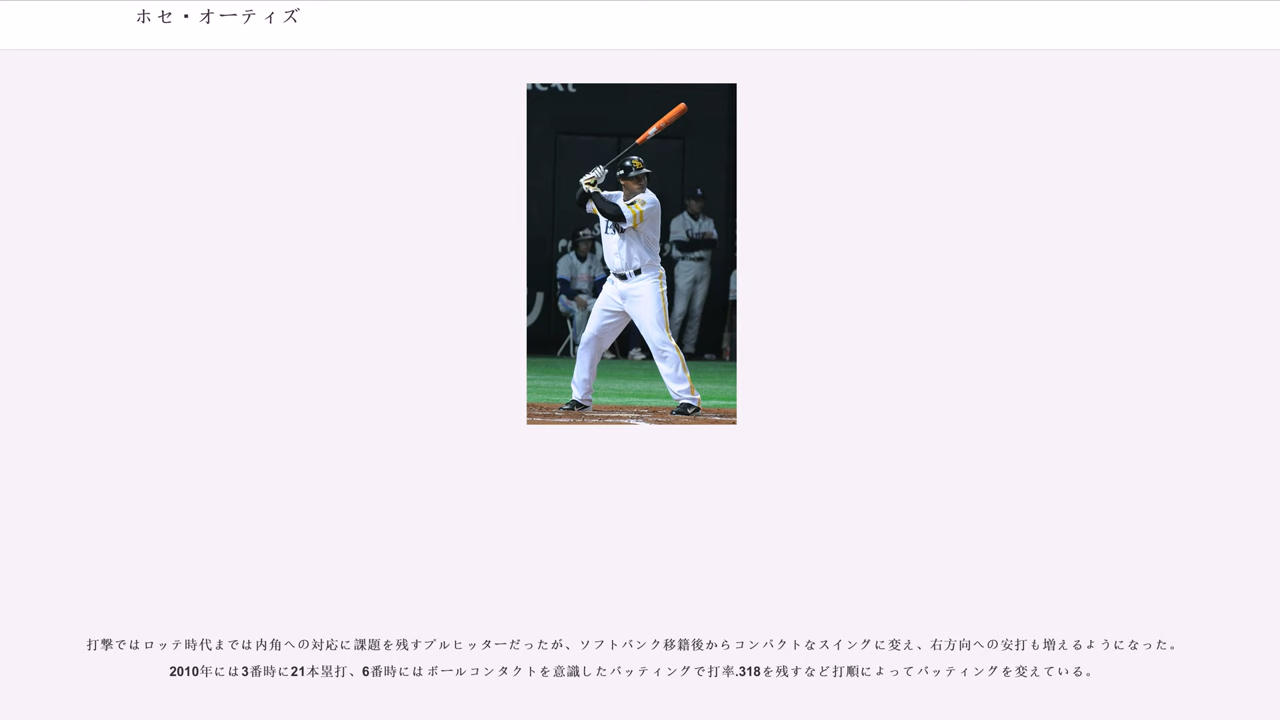 ホセ・オーティズ
打撃ではロッテ時代までは内角への対応に課題を残すプルヒッターだったが、ソフトバンク移籍後からコンパクトなスイングに変え、右方向への安打も増えるようになった。
2010年には3番時に21本塁打、6番時にはボールコンタクトを意識したバッティングで打率.318を残すなど打順によってバッティングを変えている。